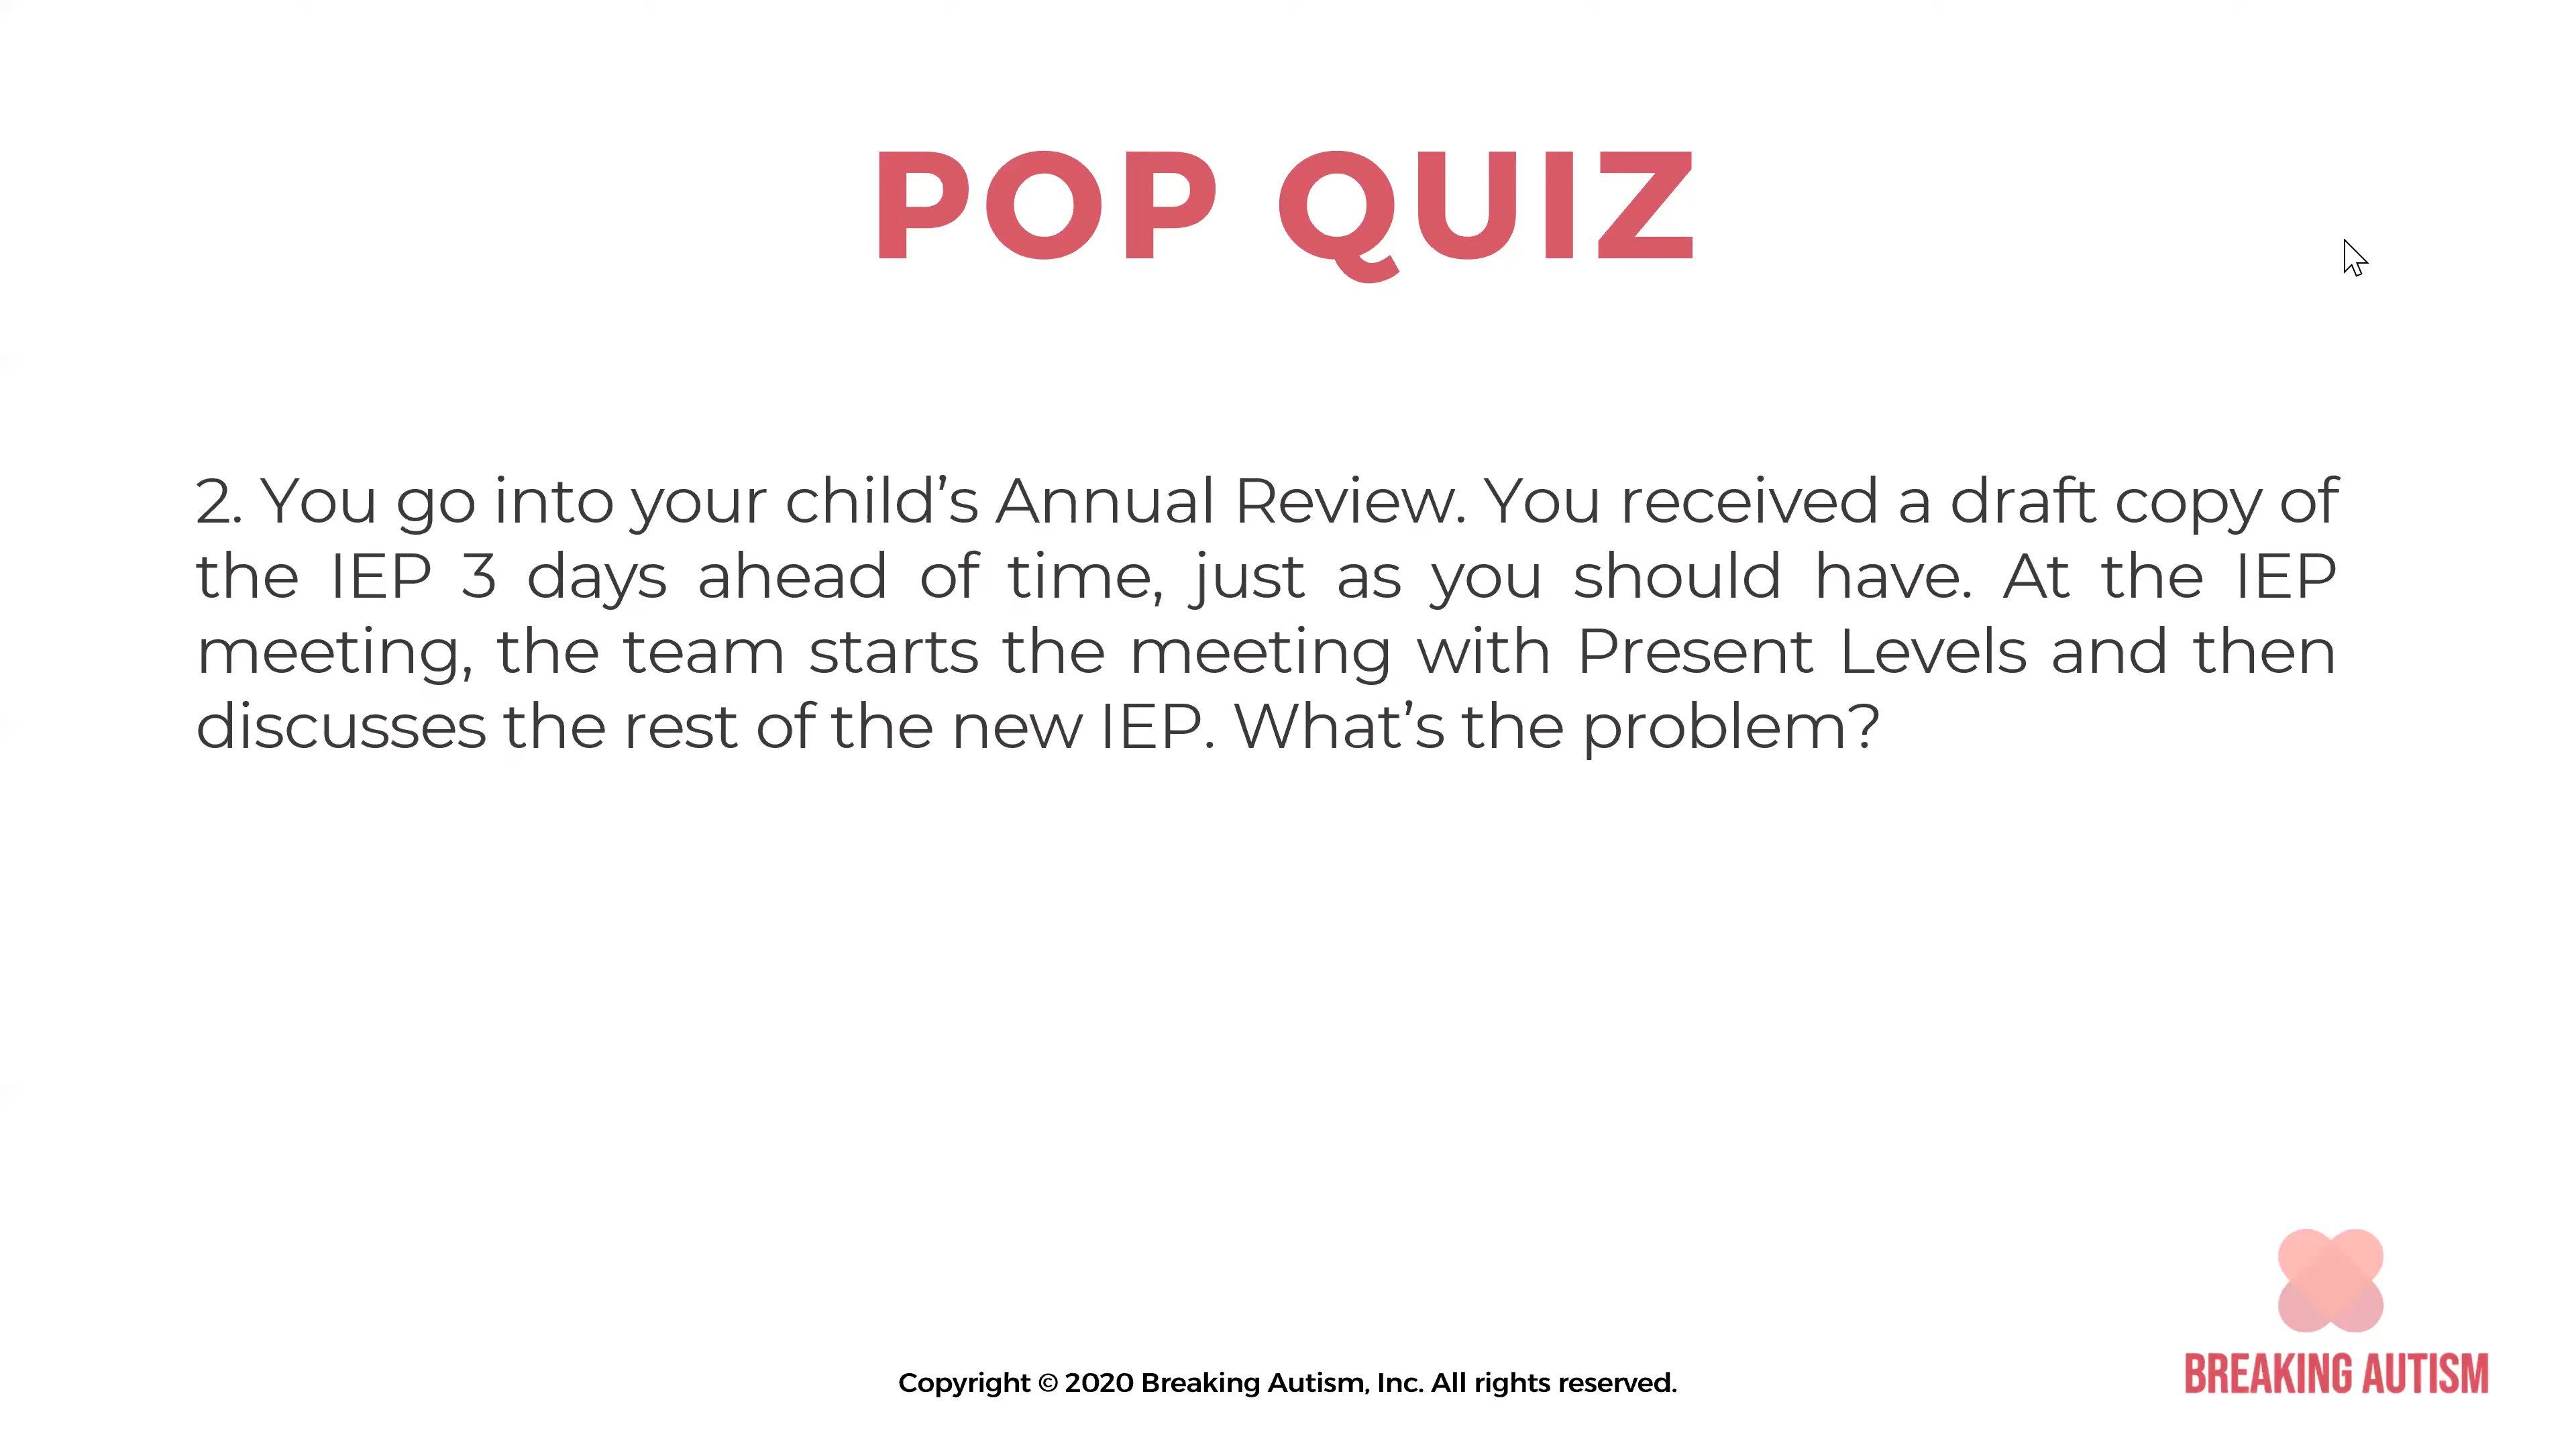 POP QUIZ
2. You go into your child’s Annual Review. You received a draft copy of
the IEP 3 days ahead of time, just as you should have. At the IEP
meeting, the team starts the meeting with Present Levels and then
discusses the rest of the new IEP. What’s the problem?
BREAKING AUTISM
Copyright © 2020 Breaking Autism, Inc. All rights reserved.